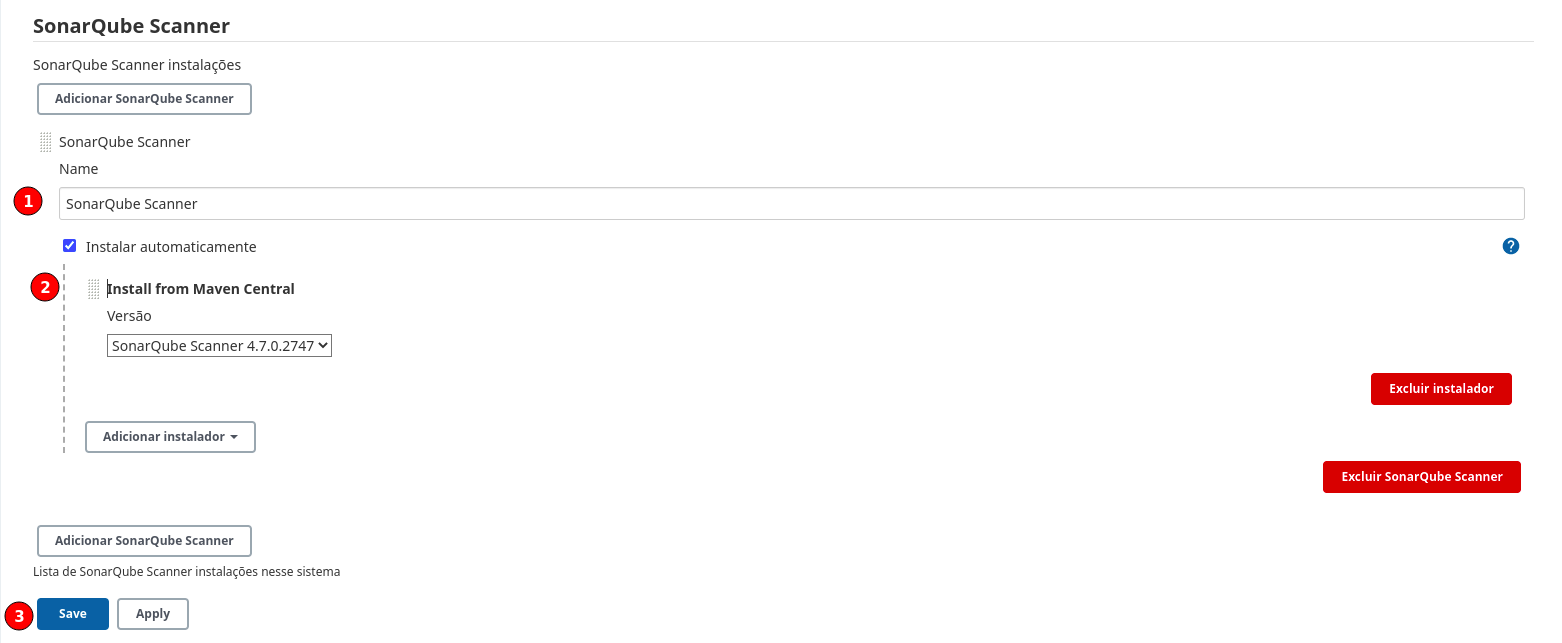 SonarQube Scanner
SonarQube Scanner instalações
Adicionar SonarQube Scanner
SonarQube Scanner
Name
1
SonarQube Scanner
Instalar automaticamente
?
2
Install from Maven Central
Versão
SonarQube Scanner 4.7.0.2747
Excluir instalador
Adicionar instalador
Excluir SonarQube Scanner
Adicionar SonarQube Scanner
Lista de SonarQube Scanner instalações nesse sistema
3
Save
Apply